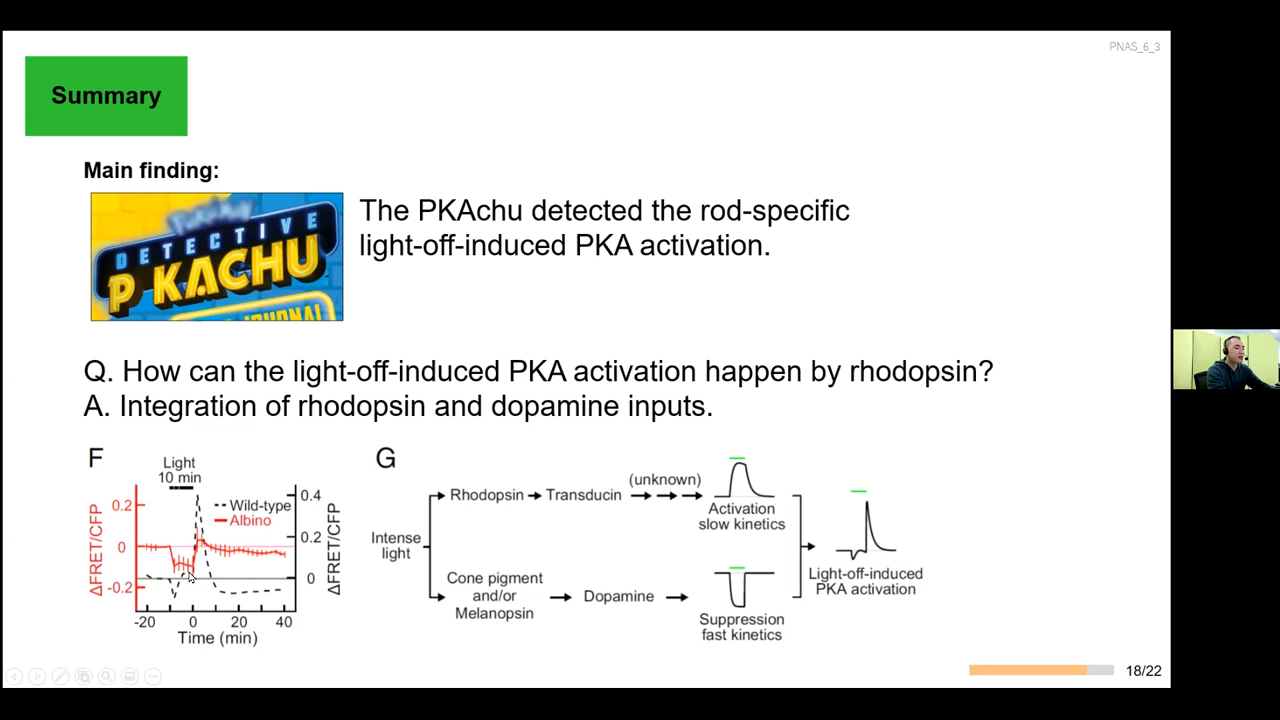 PNAS_6_3
Summary
Main finding:
DETECTIVE
P KACHU
The PKAchu detected the rod-specific
light-off-induced PKA activation.
Q. How can the light-off-induced PKA activation happen by rhodopsin?
A. Integration of rhodopsin and dopamine inputs.
F
Light
10 min
Wild-type
Albino
0.2
0
-0.2
ΔFRET/CFP
0.4
0.2
0
ΔFRET/CFP
-20 0 20 40
Time (min)
G
Intense
light
Rhodopsin
Transducin
(unknown)
Activation
slow kinetics
Cone pigment
and/or
Melanopsin
Dopamine
Suppression
fast kinetics
Light-off-induced
PKA activation
18/22